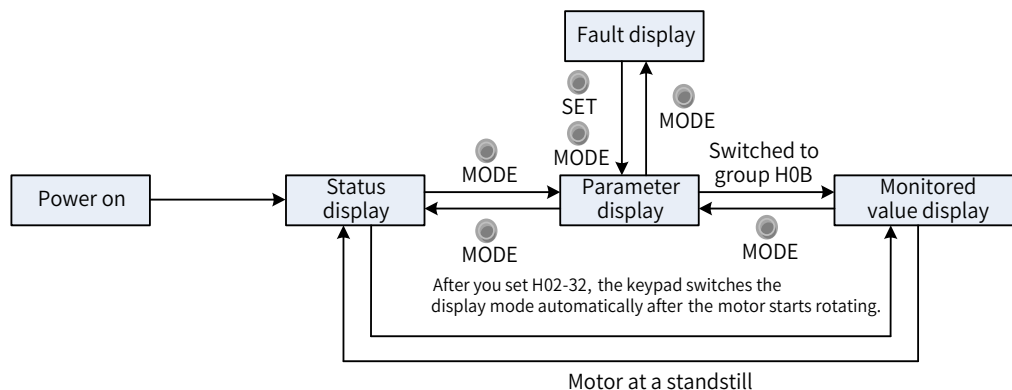 Fault display
SET
MODE
MODE
MODE
Switched to
group H0B
Power on
Status
display
Parameter
display
Monitored
value display
MODE
MODE
After you set H02-32, the keypad switches the
display mode automatically after the motor starts rotating.
Motor at a standstill